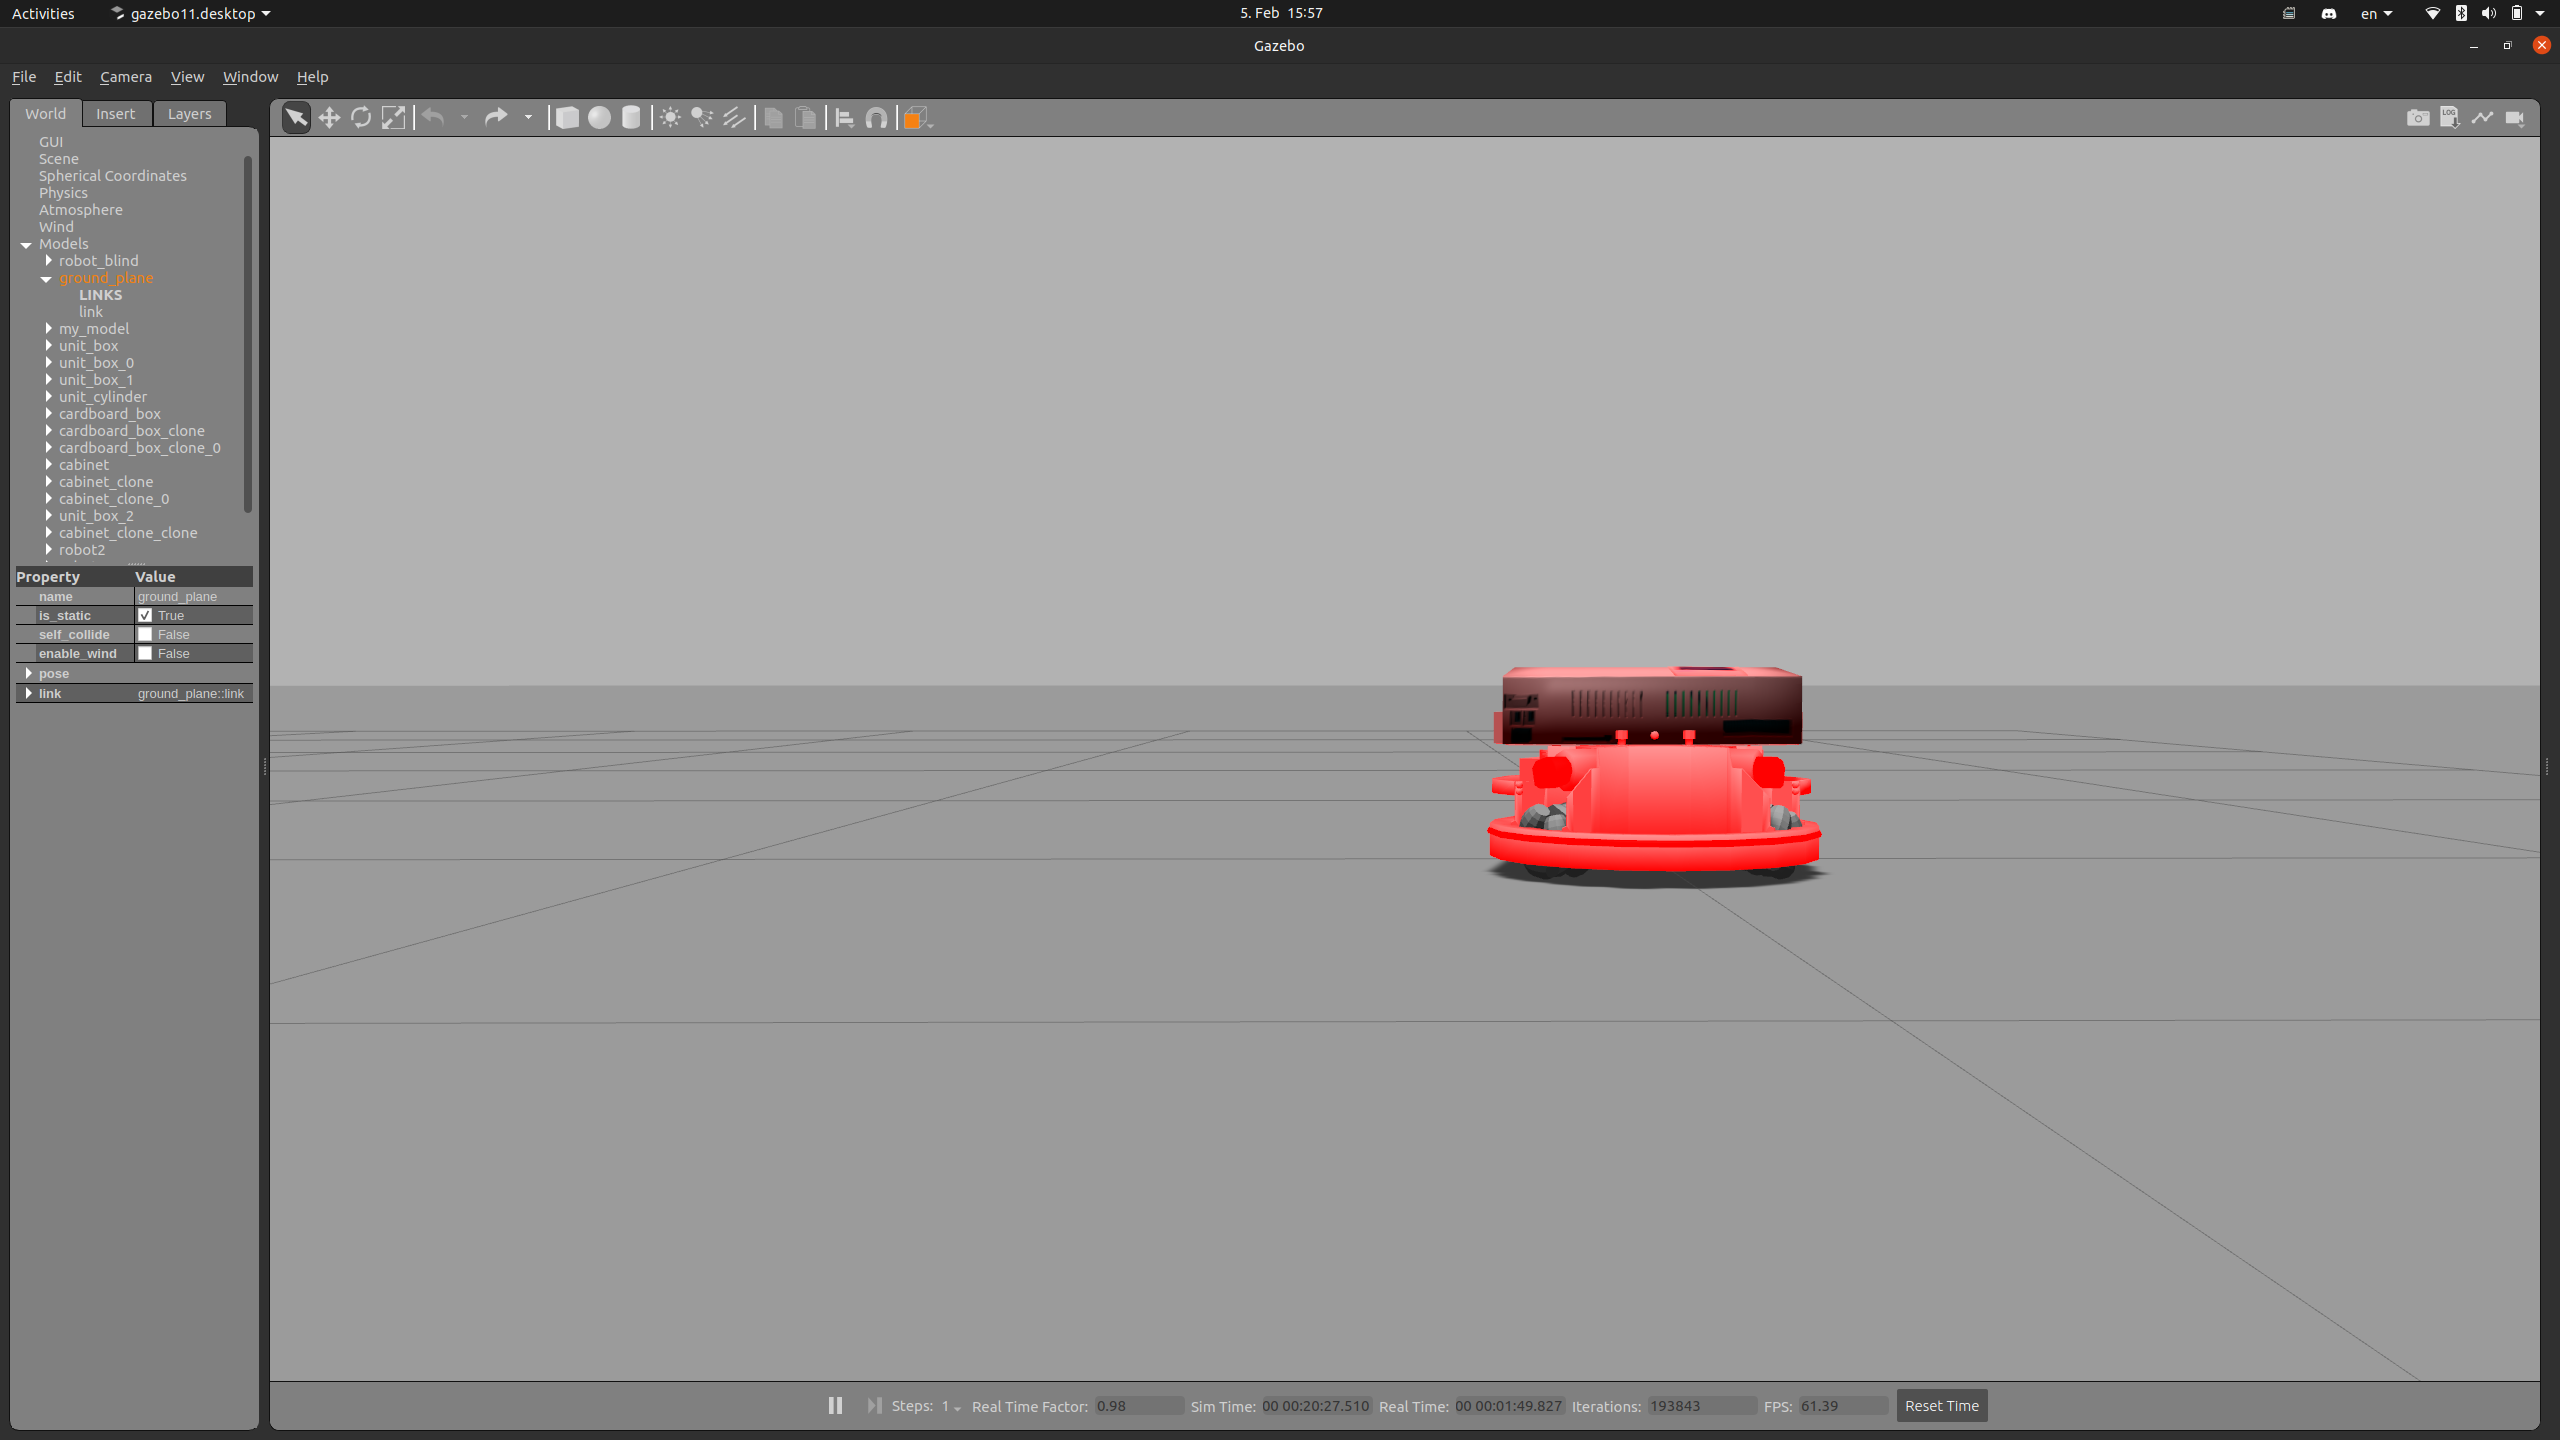 Activities gazebo11.desktop 5. Feb 15:57 en
Gazebo
File Edit Camera View Window Help
World Insert Layers
LOG
GUI
Scene
Spherical Coordinates
Physics
Atmosphere
Wind
Models
robot_blind
ground_plane
LINKS
link
my_model
unit_box
unit_box_0
unit_box_1
unit_cylinder
cardboard_box
cardboard_box_clone
cardboard_box_clone_0
cabinet
cabinet_clone
cabinet_clone_0
unit_box_2
cabinet_clone_clone
robot2
Property Value
name ground_plane
is_static True
self_collide False
enable_wind False
pose
link ground_plane::link
Steps: 1 Real Time Factor: 0.98 Sim Time: 00 00:20:27.510 Real Time: 00 00:01:49.827 Iterations: 193843 FPS: 61.39 Reset Time